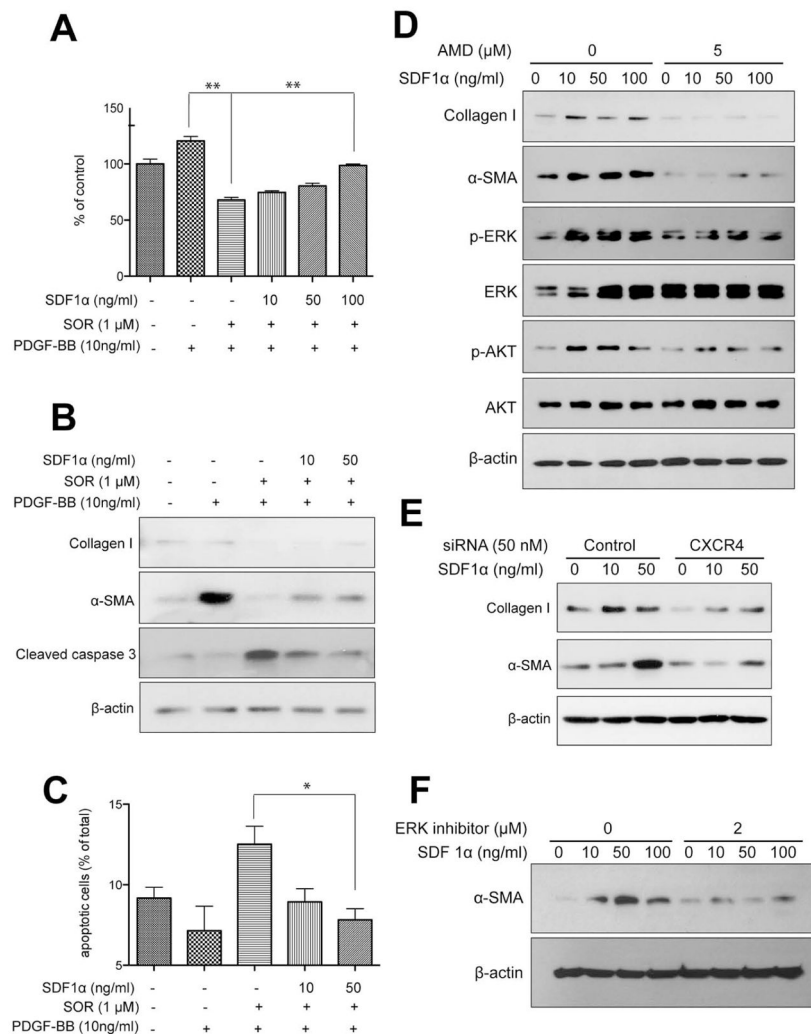 A
**
**
150
100
50
0
% of control
SDF1α (ng/ml) - - - 10 50 100
SOR (1 µM) - - + + + +
PDGF-BB (10ng/ml) - + + + + +
B
SDF1α (ng/ml) - - - 10 50
SOR (1 µM) - - + + +
PDGF-BB (10ng/ml) - + + + +
Collagen I
α-SMA
Cleaved caspase 3
β-actin
C
*
15
10
5
apoptotic cells (% of total)
SDF1α (ng/ml) - - - 10 50
SOR (1 µM) - - + + +
PDGF-BB (10ng/ml) - + + + +
D
AMD (µM) 0 5
SDF1α (ng/ml) 0 10 50 100 0 10 50 100
Collagen I
α-SMA
p-ERK
ERK
p-AKT
AKT
β-actin
E
siRNA (50 nM) Control CXCR4
SDF1α (ng/ml) 0 10 50 0 10 50
Collagen I
α-SMA
β-actin
F
ERK inhibitor (µM) 0 2
SDF 1α (ng/ml) 0 10 50 100 0 10 50 100
α-SMA
β-actin